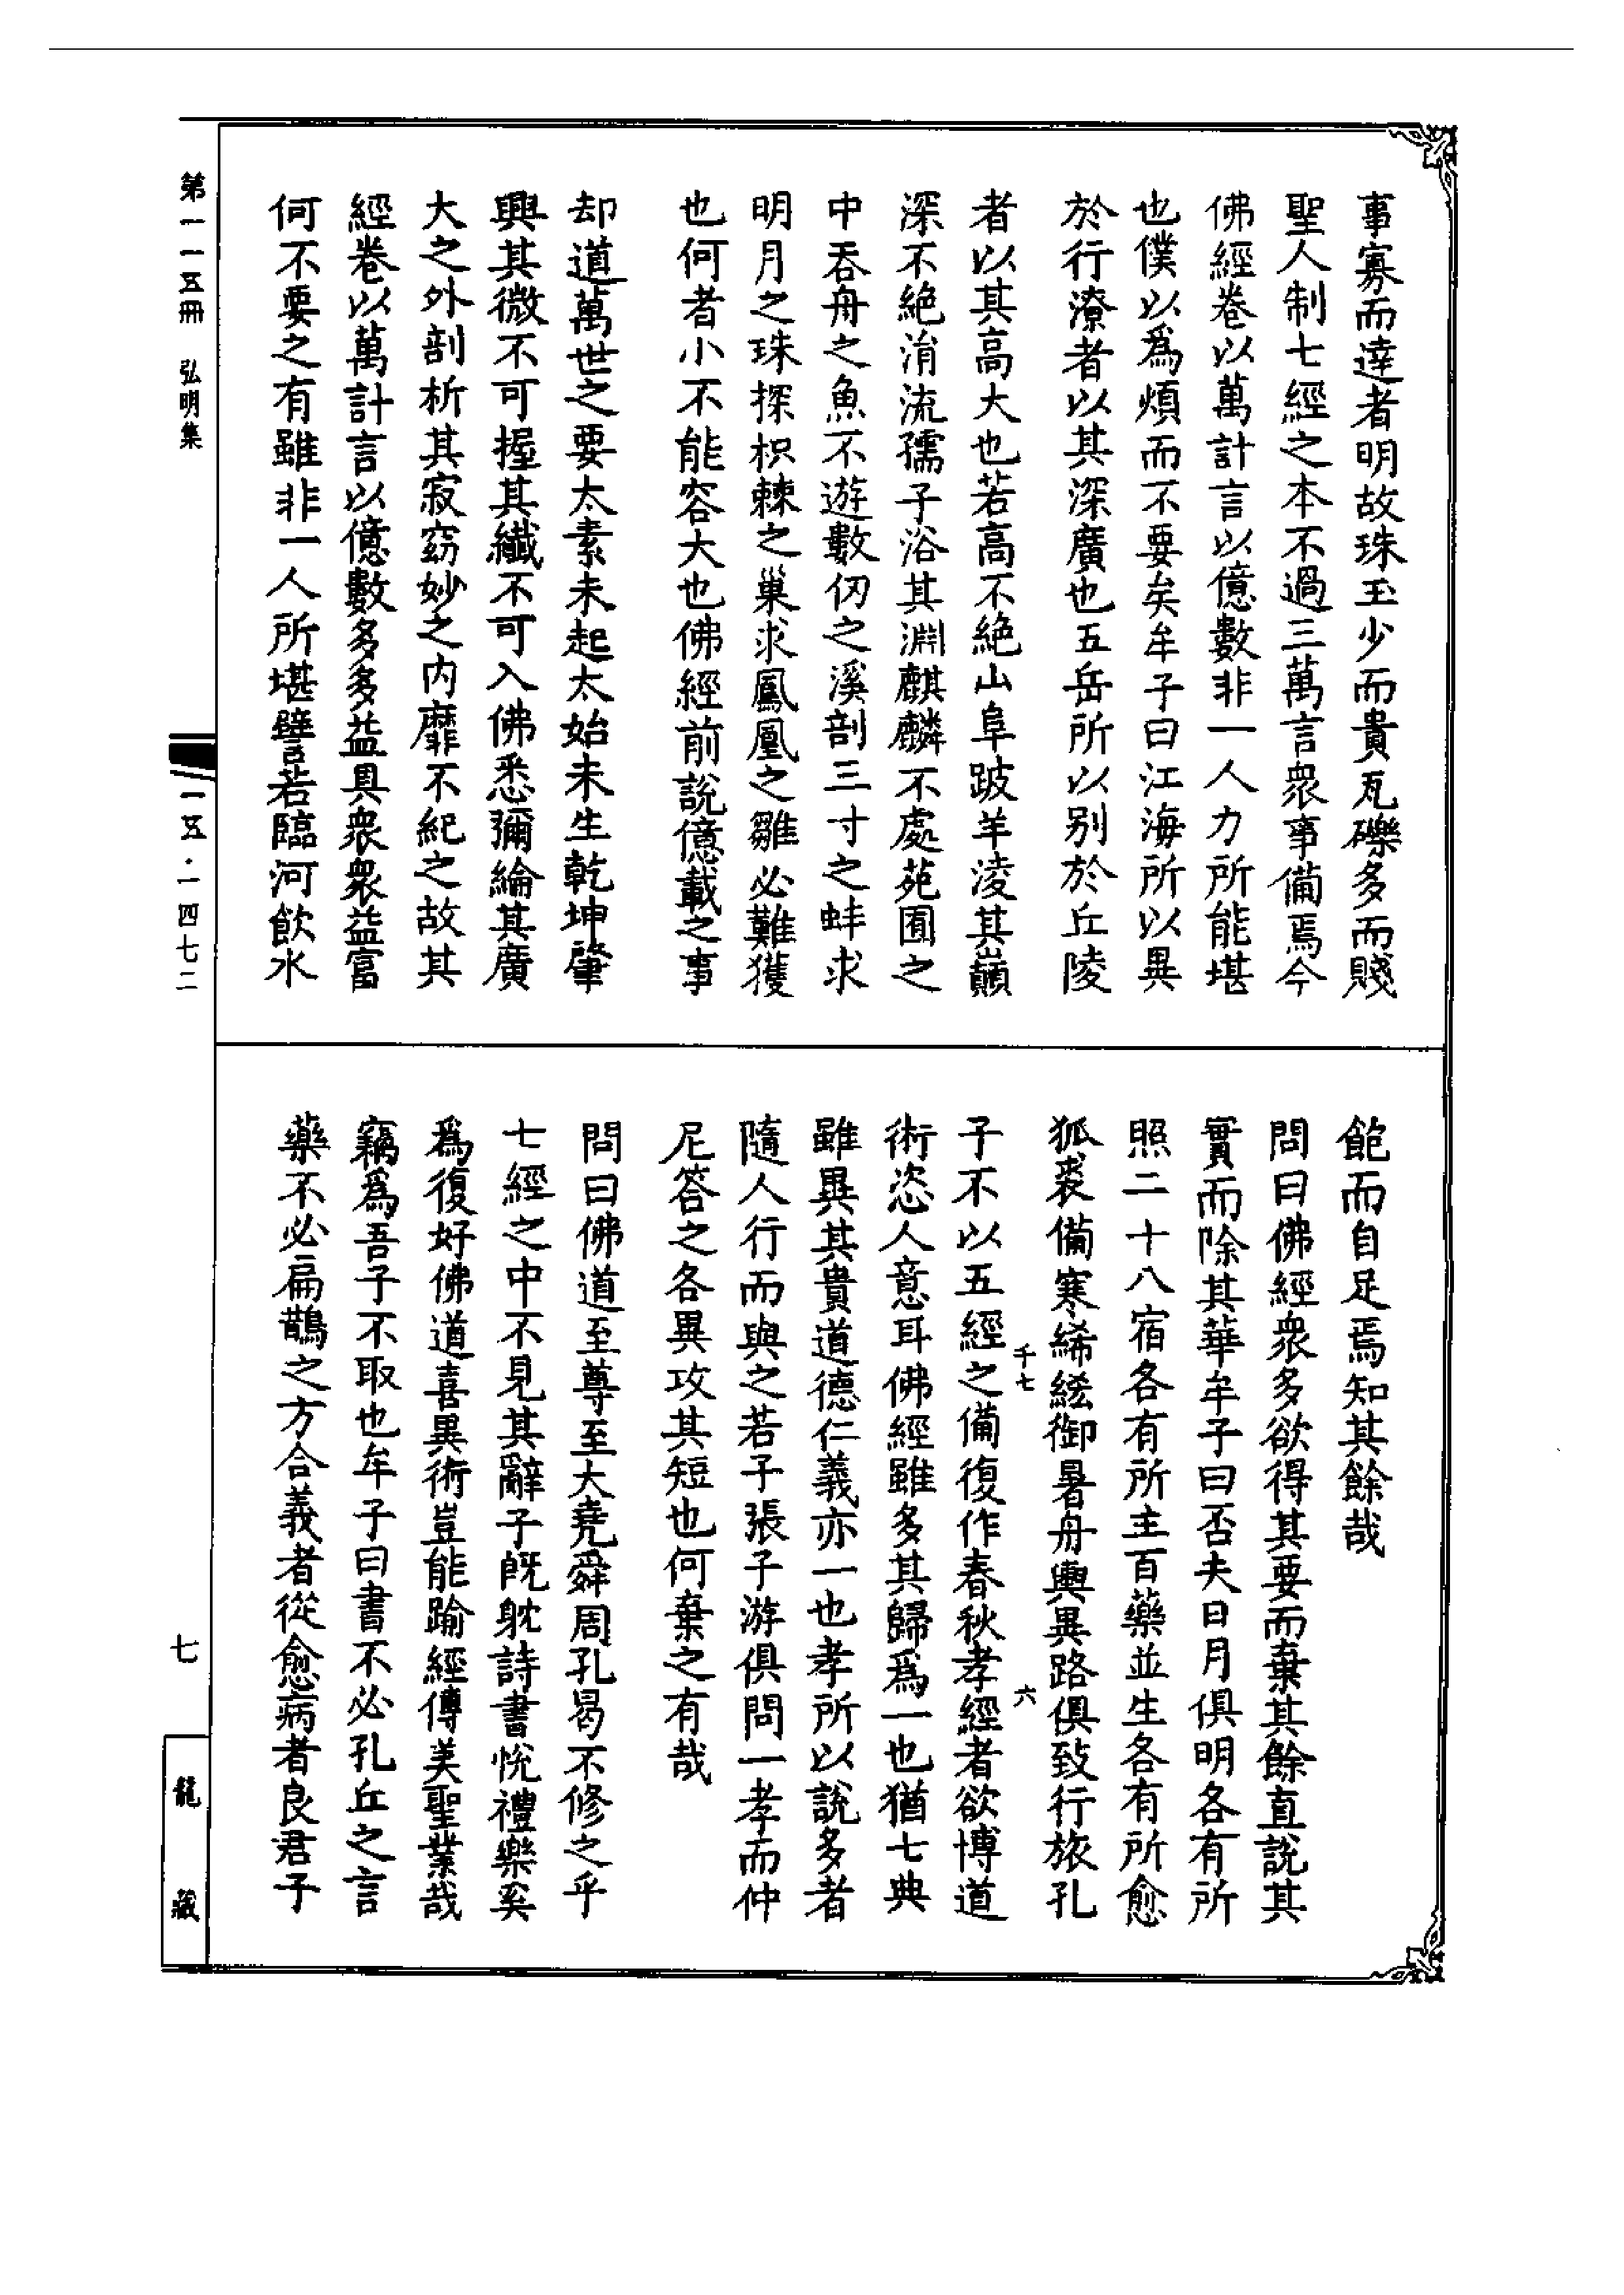 事寡而達者明故珠玉少而貴瓦礫多而賤
聖人制七經之本不過三萬言衆事備焉今
佛經卷以萬計言以億數非一人力所能堪
也僕以爲煩而不要矣牟子曰江海所以異
於行潦者以其深廣也五岳所以别於丘陵
者以其高大也若高不絶山阜跛羊淩其巔
深不絶涓流孺子浴其淵麒麟不處苑囿之
中吞舟之魚不遊數仞之溪剖三寸之蚌求
明月之珠探枳棘之巢求鳳凰之雛必難獲
也何者小不能容大也佛經前說億載之事
却道萬世之要太素未起太始未生乾坤肇
興其微不可握其纖不可入佛悉彌綸其廣
大之外剖析其寂窈妙之内靡不紀之故其
經卷以萬計言以億數多多益具衆衆益富
何不要之有雖非一人所堪譬若臨河飲水
飽而自足焉知其餘哉
問曰佛經衆多欲得其要而棄其餘直說其
實而除其華牟子曰否夫日月俱明各有所
照二十八宿各有所主百藥並生各有所愈
狐裘備寒絺綌御暑舟輿異路俱致行旅孔
千七 六
子不以五經之備復作春秋孝經者欲博道
術恣人意耳佛經雖多其歸爲一也猶七典
雖異其貴道德仁義亦一也孝所以說多者
隨人行而與之若子張子游俱問一孝而仲
尼答之各異攻其短也何棄之有哉
問曰佛道至尊至大堯舜周孔曷不修之乎
七經之中不見其辭子既躭詩書悦禮樂奚
爲復好佛道喜異術豈能踰經傳美聖業哉
竊爲吾子不取也牟子曰書不必孔丘之言
藥不必扁鵲之方合義者從愈病者良君子
第一一五冊 弘明集
一五·一四七二
七
龍藏